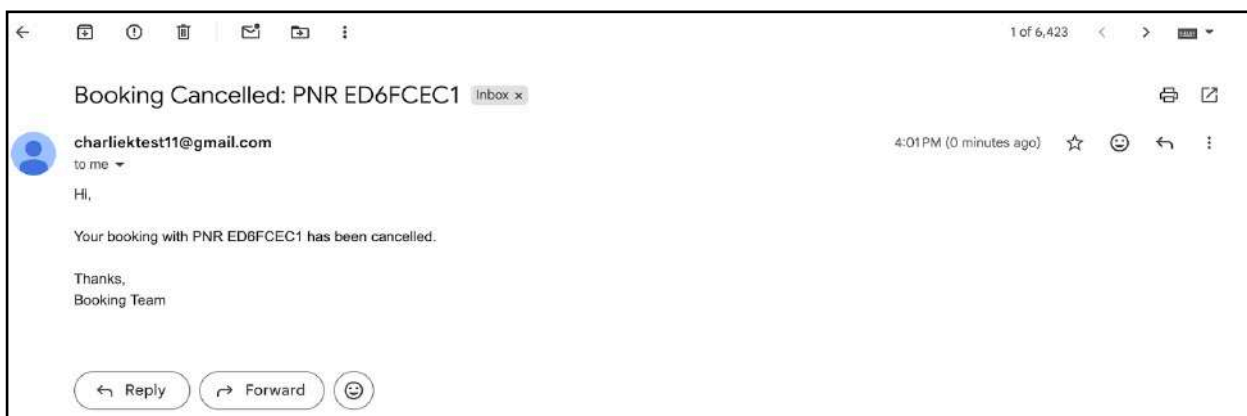 1 of 6,423
Booking Cancelled: PNR ED6FCEC1 Inbox x
charliektest11@gmail.com 4:01 PM (0 minutes ago)
to me
Hi,
Your booking with PNR ED6FCEC1 has been cancelled.
Thanks,
Booking Team
Reply Forward